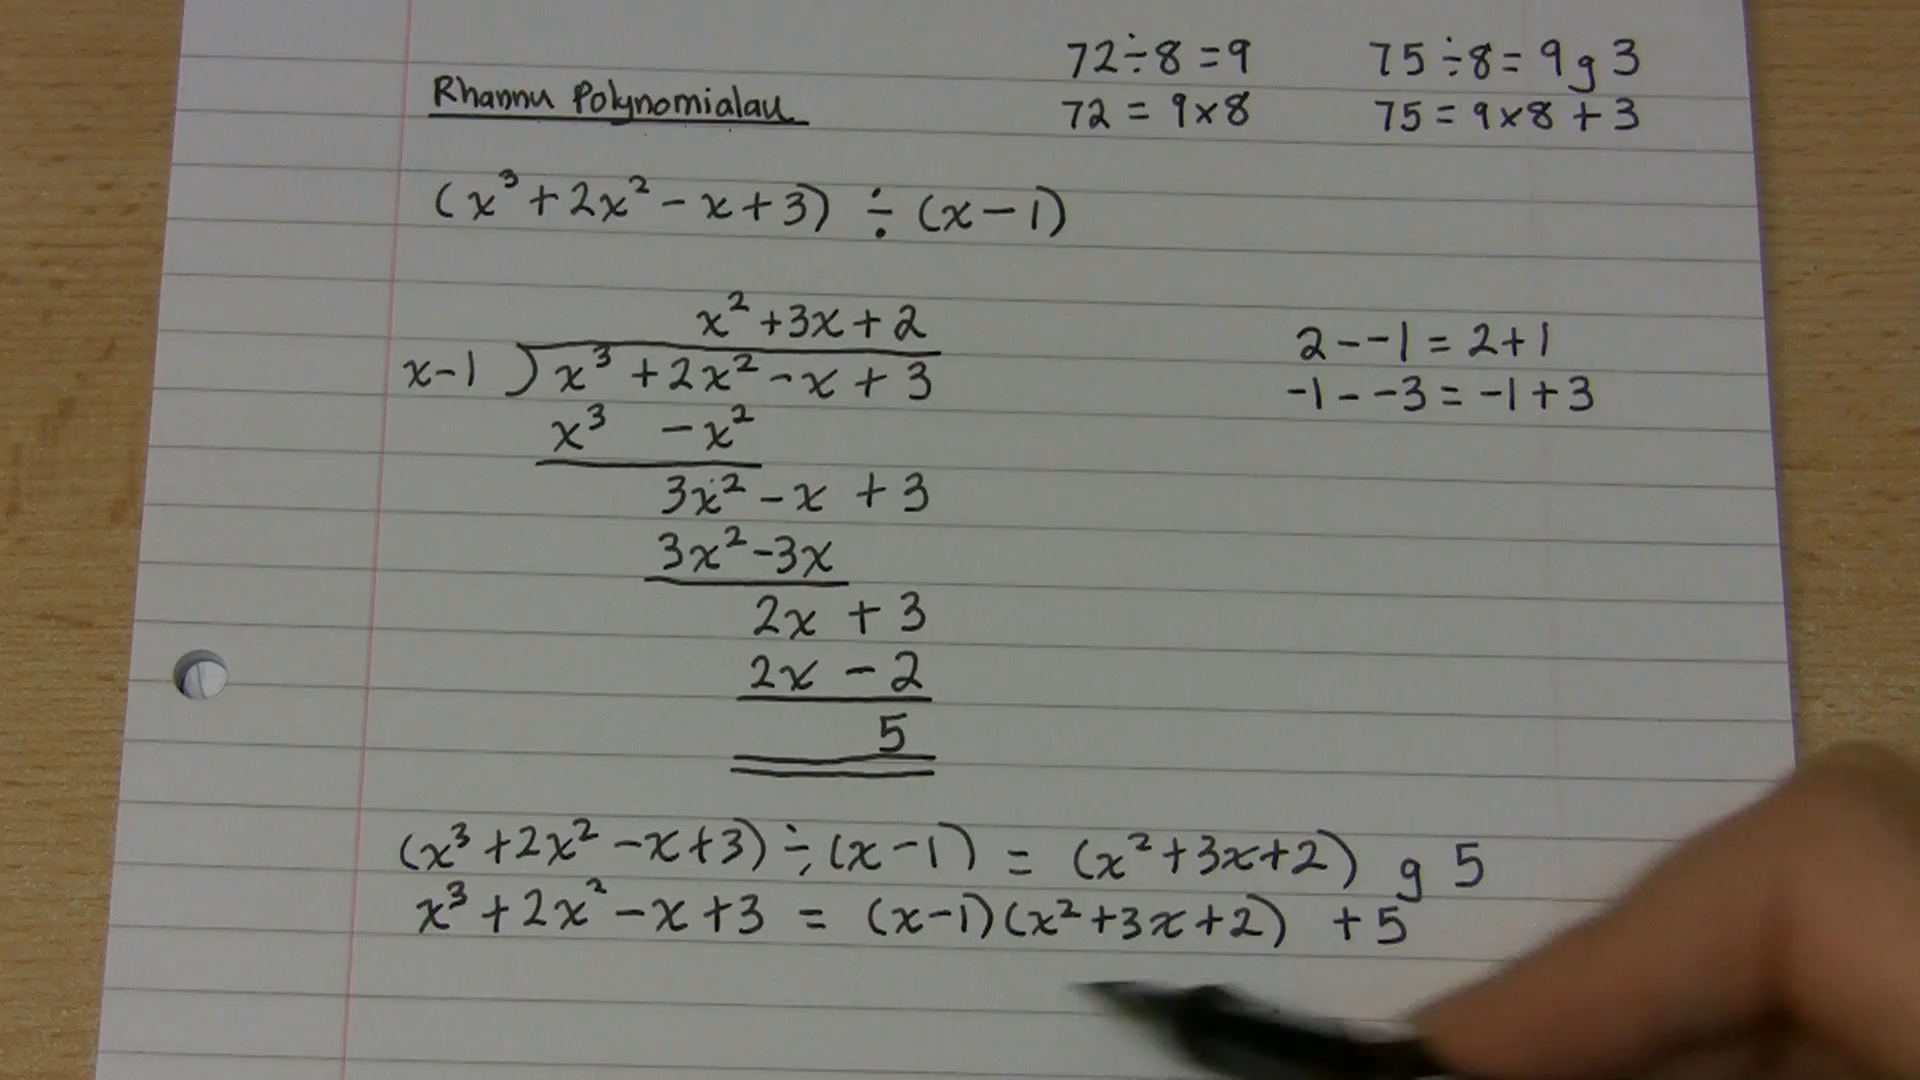 Rhannu Polynomialau
72÷8=9
72 = 9×8
75÷8=9 g 3
75=9×8+3
(x³+2x²-x+3) ÷ (x-1)
x²+3x+2
x-1 ) x³+2x²-x+3
x³ -x²
3x²-x+3
3x²-3x
2x+3
2x-2
5
2--1=2+1
-1--3=-1+3
(x³+2x²-x+3)÷(x-1) = (x²+3x+2) g 5
x³+2x²-x+3 = (x-1)(x²+3x+2) +5